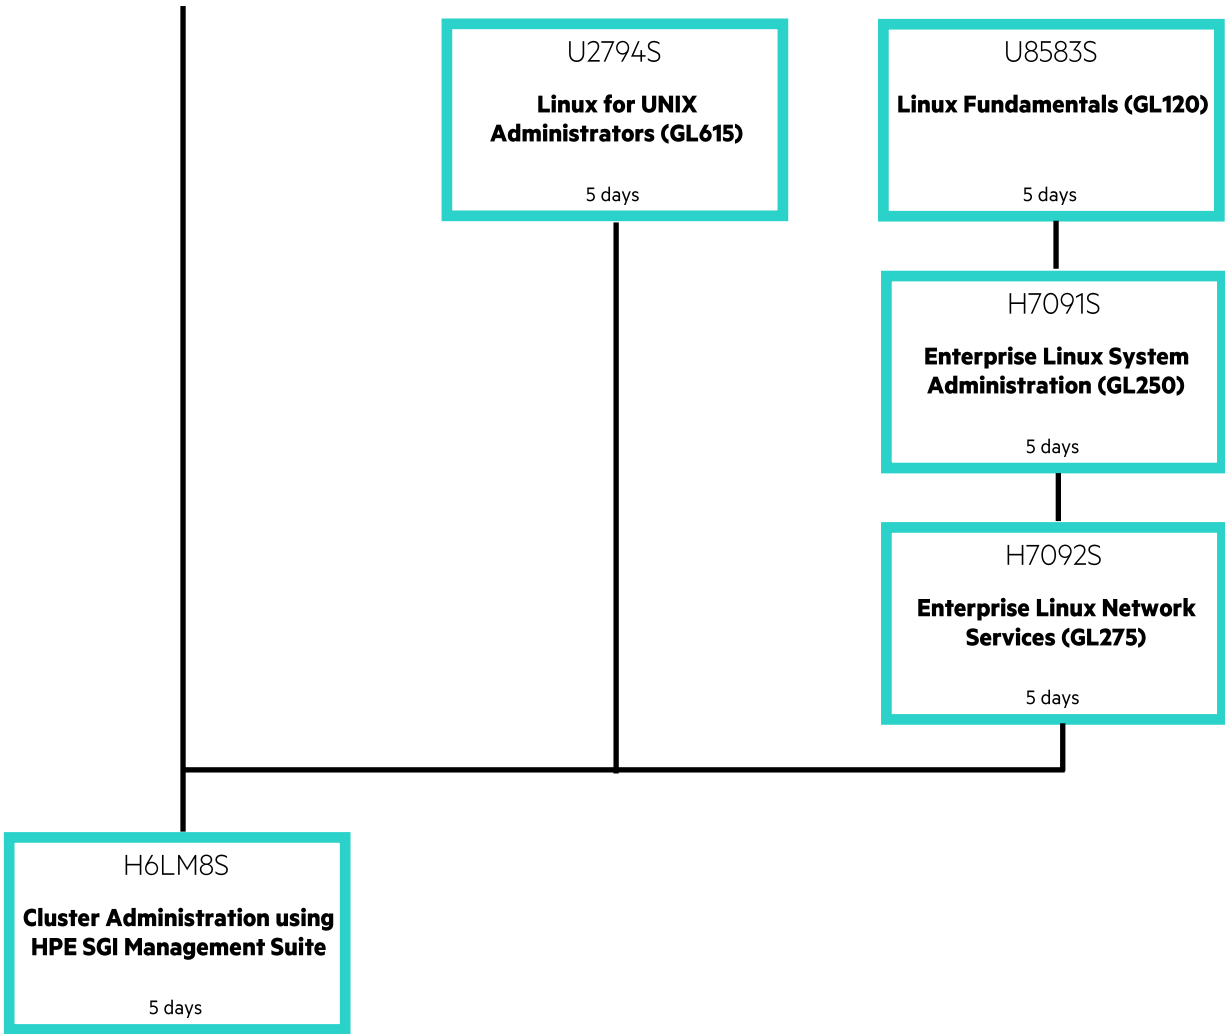 U2794S
Linux for UNIX
Administrators (GL615)
5 days
U8583S
Linux Fundamentals (GL120)
5 days
H7091S
Enterprise Linux System
Administration (GL250)
5 days
H7092S
Enterprise Linux Network
Services (GL275)
5 days
H6LM8S
Cluster Administration using
HPE SGI Management Suite
5 days